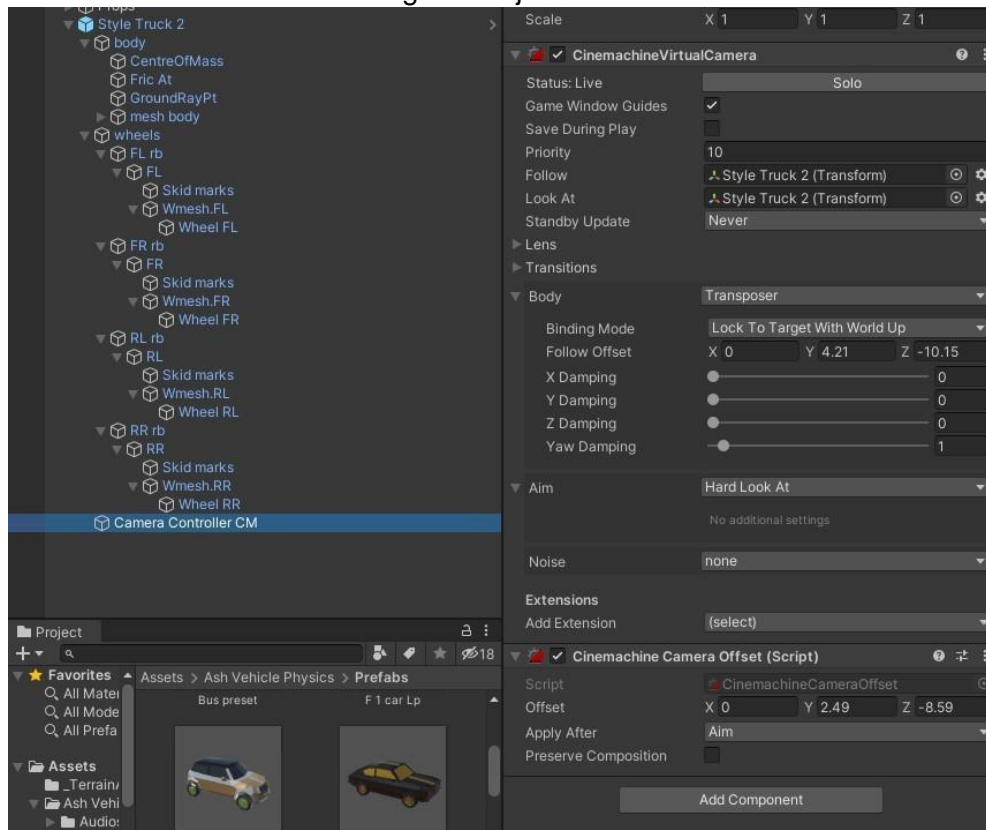 Style Truck 2
body
CentreOfMass
Fric At
GroundRayPt
mesh body
wheels
FL rb
FL
Skid marks
Wmesh.FL
Wheel FL
FR rb
FR
Skid marks
Wmesh.FR
Wheel FR
RL rb
RL
Skid marks
Wmesh.RL
Wheel RL
RR rb
RR
Skid marks
Wmesh.RR
Wheel RR
Camera Controller CM
Project
18
Favorites
All Mater
All Mode
All Prefa
Assets
_Terrain
Ash Vehi
Audio
Assets > Ash Vehicle Physics > Prefabs
Bus preset F 1 car Lp
Scale X 1 Y 1 Z 1
CinemachineVirtualCamera
Status: Live Solo
Game Window Guides
Save During Play
Priority 10
Follow Style Truck 2 (Transform)
Look At Style Truck 2 (Transform)
Standby Update Never
Lens
Transitions
Body Transposer
Binding Mode Lock To Target With World Up
Follow Offset X 0 Y 4.21 Z -10.15
X Damping 0
Y Damping 0
Z Damping 0
Yaw Damping 1
Aim Hard Look At
No additional settings
Noise none
Extensions
Add Extension (select)
Cinemachine Camera Offset (Script)
Script CinemachineCameraOffset
Offset X 0 Y 2.49 Z -8.59
Apply After Aim
Preserve Composition
Add Component